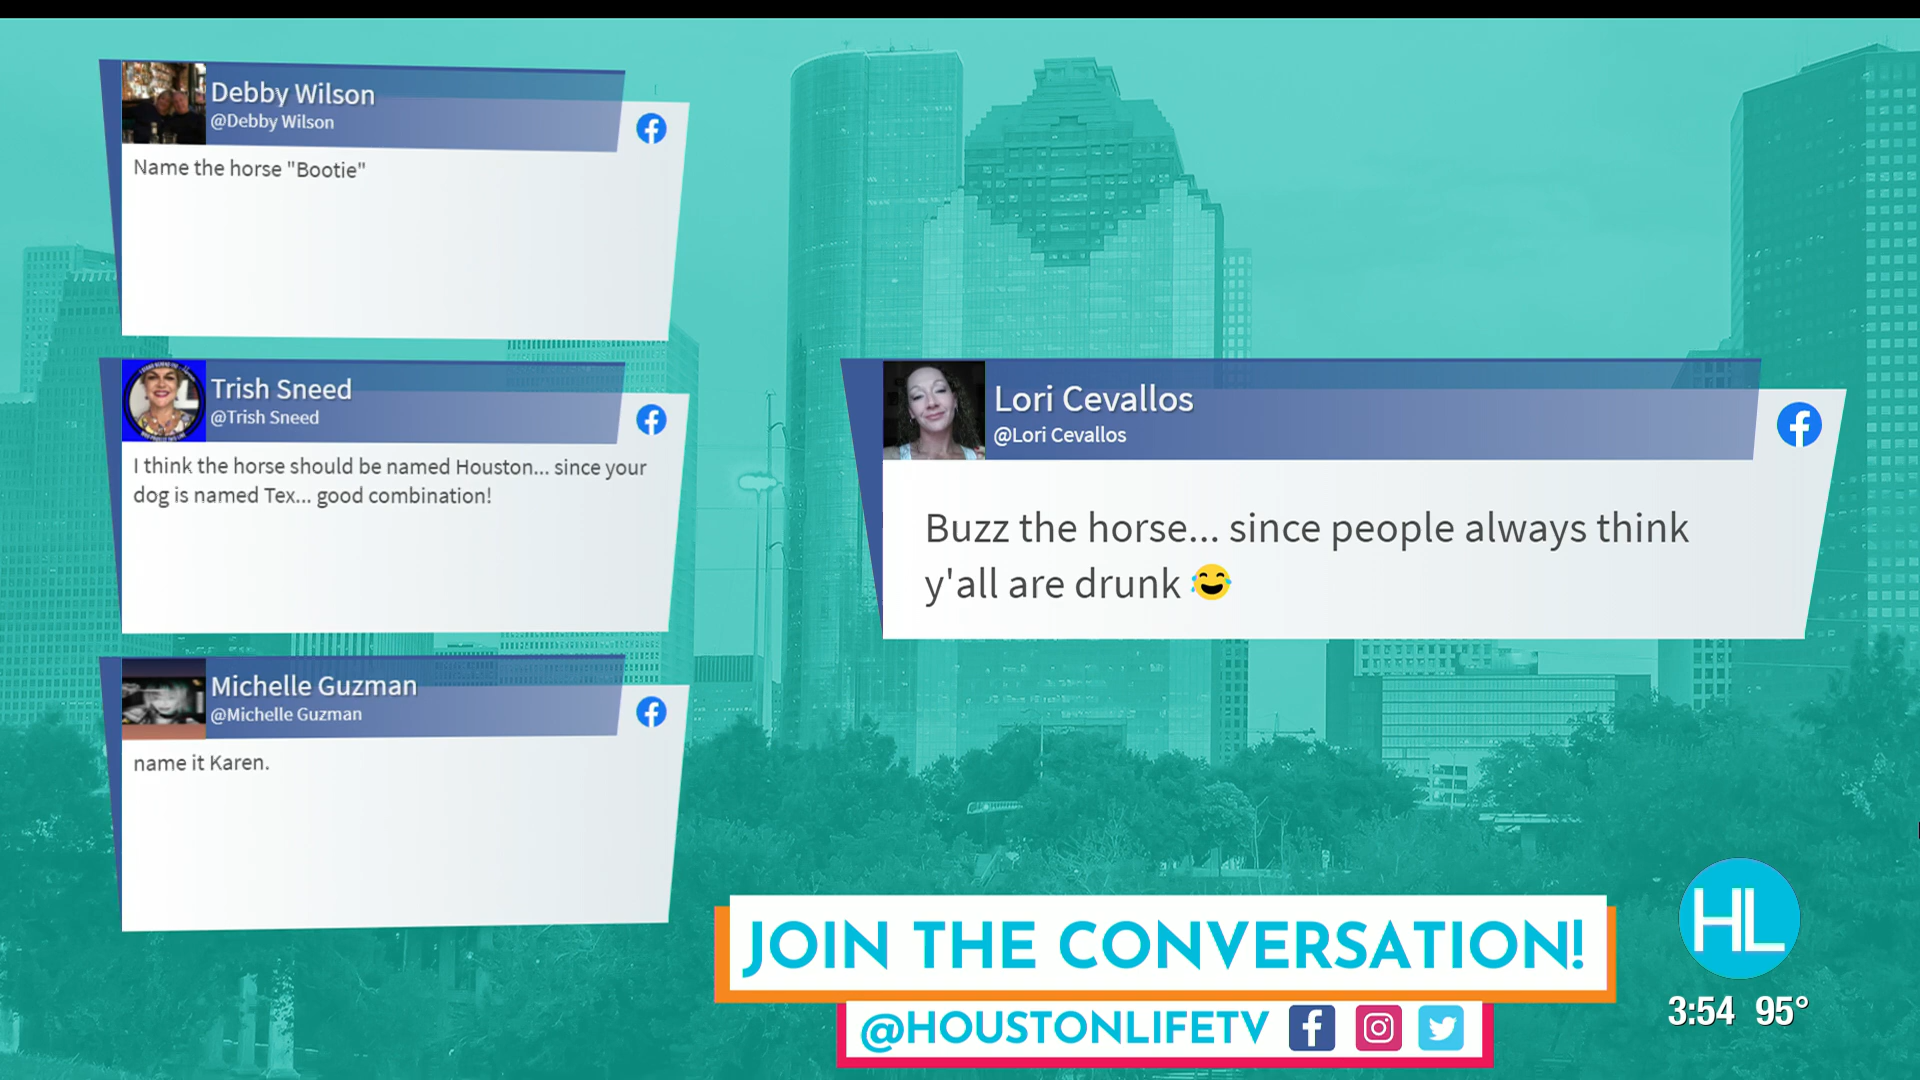 Debby Wilson
@Debby Wilson
Name the horse "Bootie"
Trish Sneed
@Trish Sneed
I think the horse should be named Houston... since your
dog is named Tex... good combination!
Michelle Guzman
@Michelle Guzman
name it Karen.
Lori Cevallos
@Lori Cevallos
Buzz the horse... since people always think
y'all are drunk 😂
JOIN THE CONVERSATION!
@HOUSTONLIFETV
HL
3:54 95°